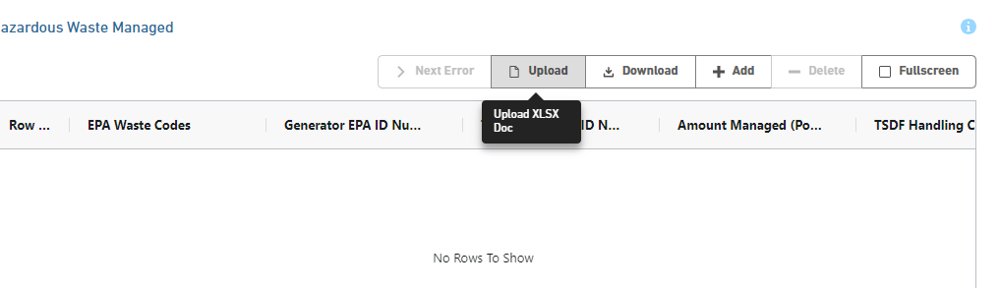 azardous Waste Managed
Next Error Upload Download Add Delete Fullscreen
Upload XLSX
Doc
Row ... EPA Waste Codes Generator EPA ID Nu... ID N... Amount Managed (Po... TSDF Handling C
No Rows To Show